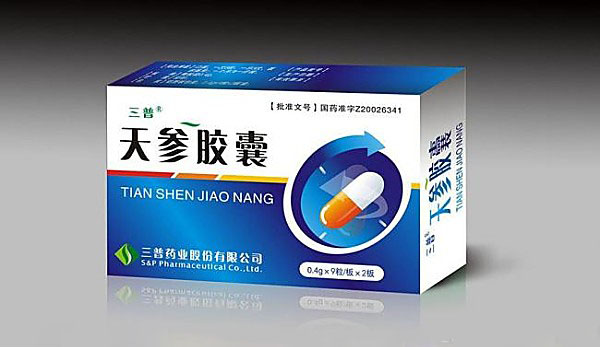 【批准文号】国药准字Z20026341
三普®
天参胶囊
TIAN SHEN JIAO NANG
三普药业股份有限公司
S&P Pharmaceutical Co.,Ltd.
0.4g×9粒/板×2板
三普®
天参胶囊
TIAN SHEN JIAO NANG